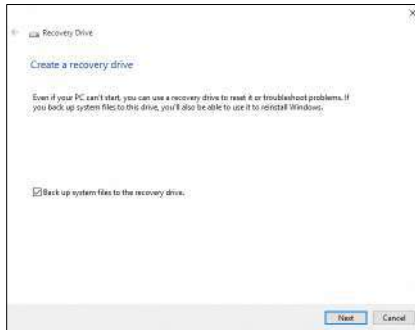 Recovery Drive
Create a recovery drive
Even if your PC can't start, you can use a recovery drive to reset it or troubleshoot problems. If
you back up system files to this drive, you'll also be able to use it to reinstall Windows.
Back up system files to the recovery drive.
Next Cancel